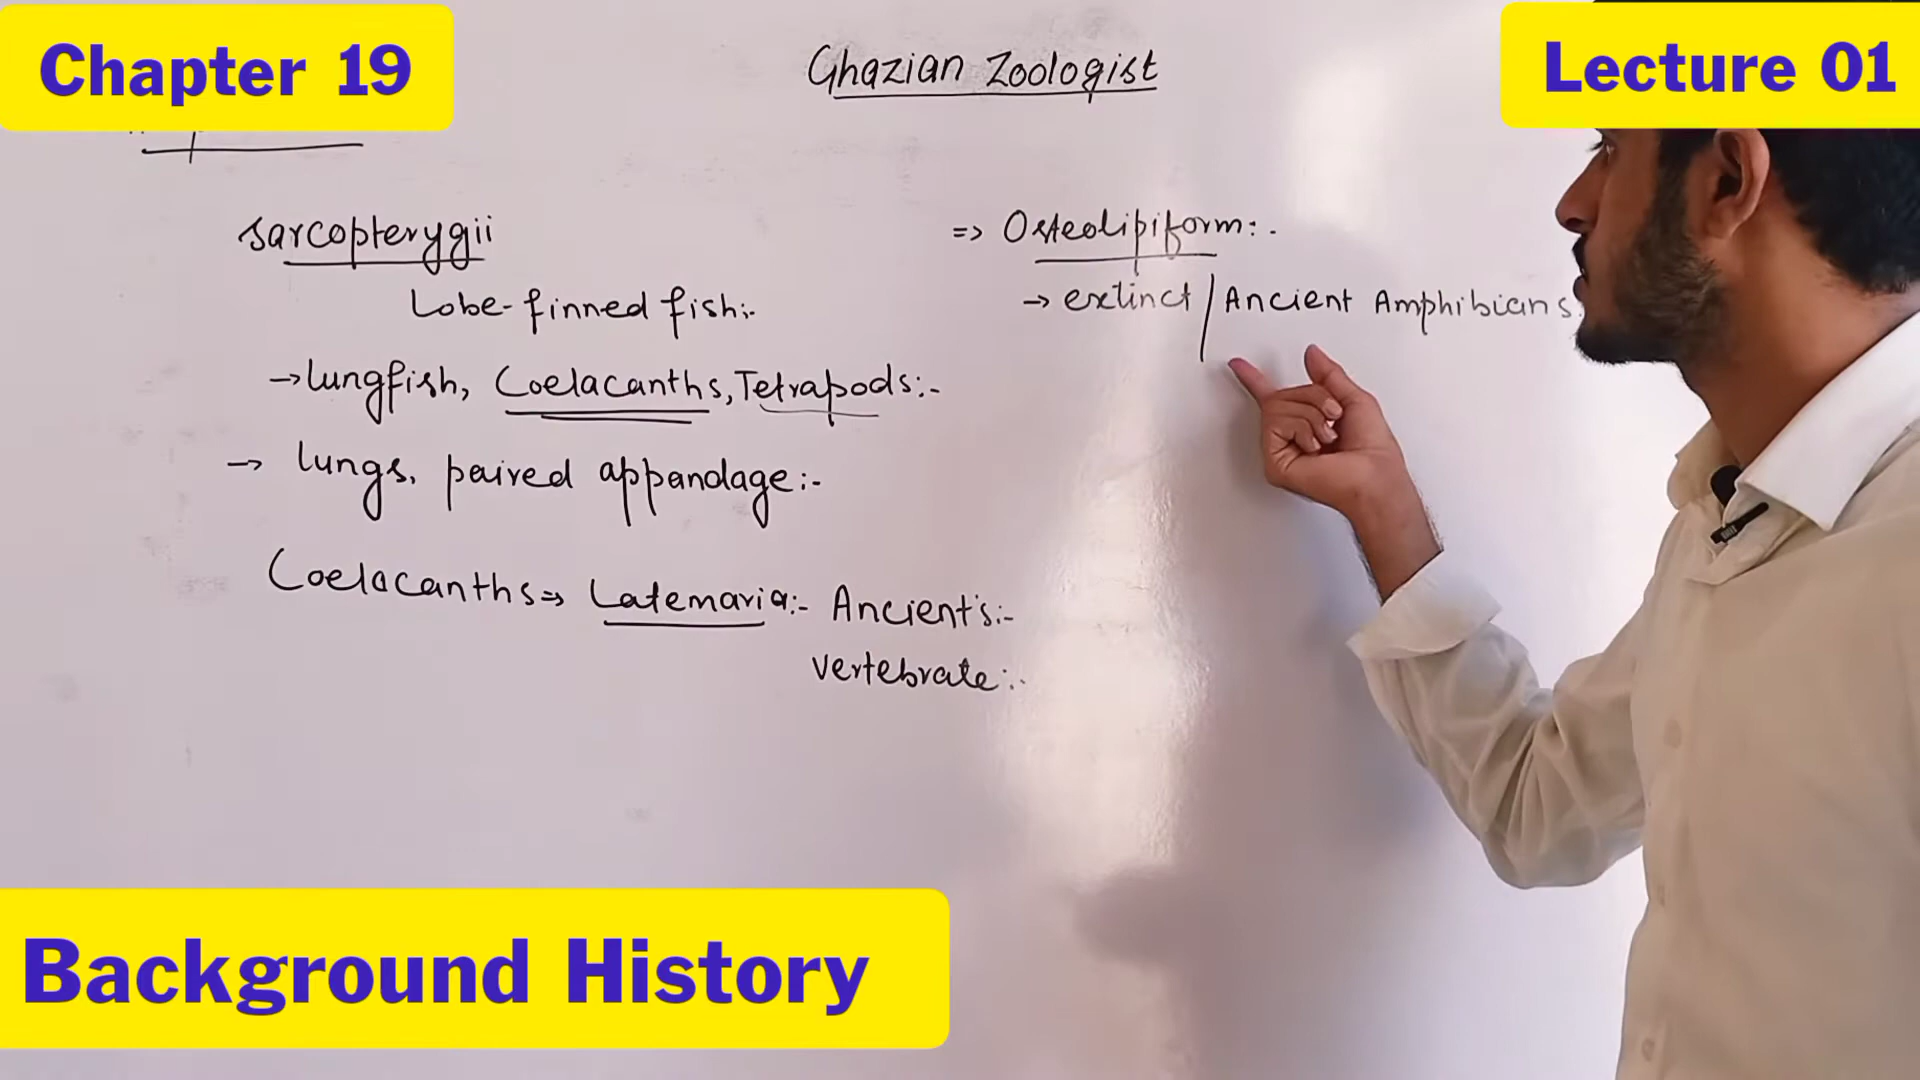 Chapter 19
Ghazian Zoologist
Lecture 01
Sarcopterygii
Lobe-finned fish:-
→ lungfish, Coelacanths, Tetrapods:-
→ lungs, paired appandage:-
Coelacanths => Latemaria:- Ancient's:-
vertebrate:-
=> Osteolipiform:-
→ extinct / Ancient Amphibians.
Background History